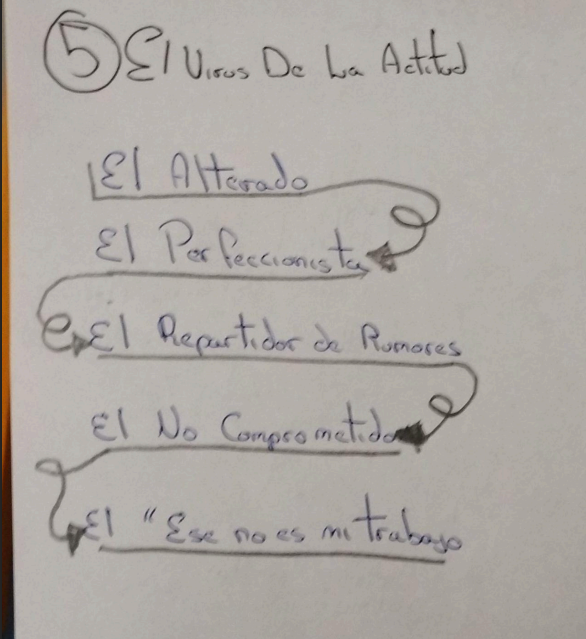 5 El Virus De La Actitud
El Alterado
El Perfeccionista
El Repartidor de Rumores
El No Comprometido
El "Ese no es mi trabajo